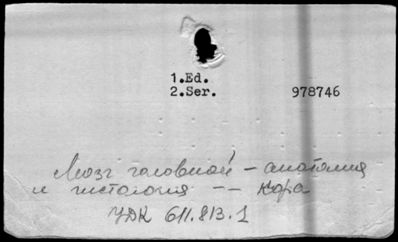 1.Ed.
2.Ser. 978746
Мозг головной - анатомия
и гистология -- кора
УДК 611.813.1